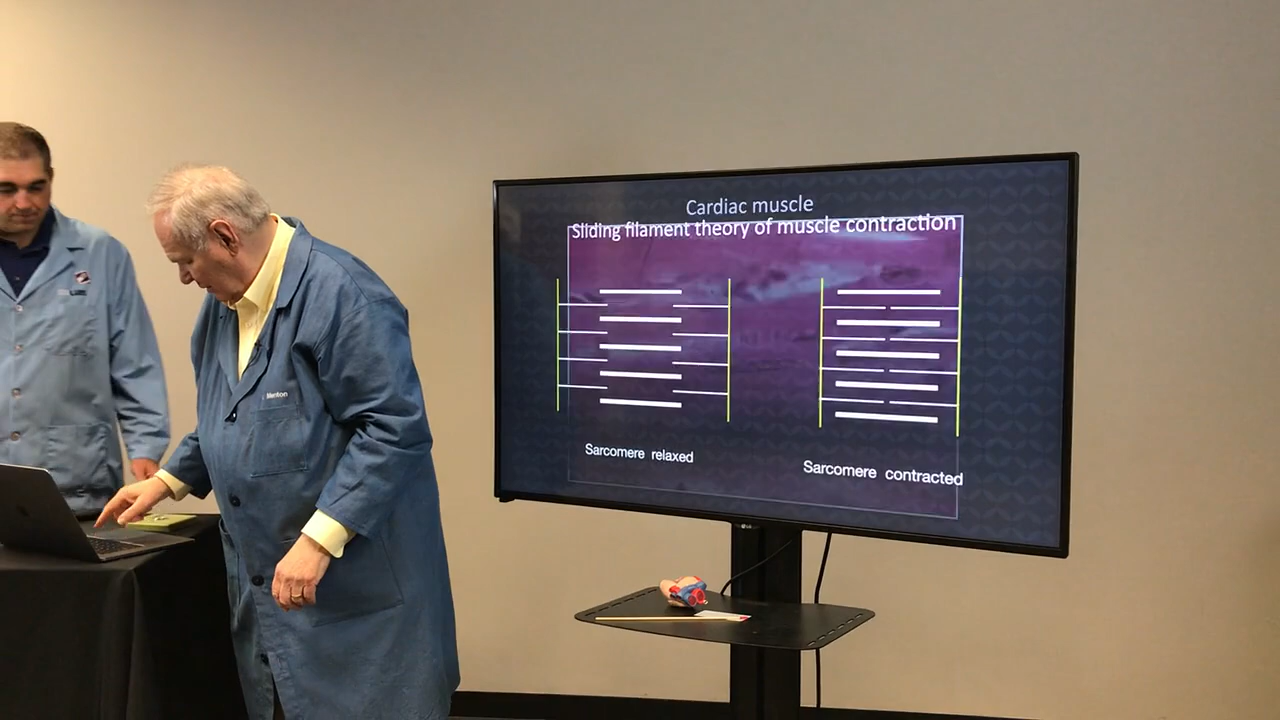 Cardiac muscle
Sliding filament theory of muscle contraction
Sarcomere relaxed
Sarcomere contracted
Menton